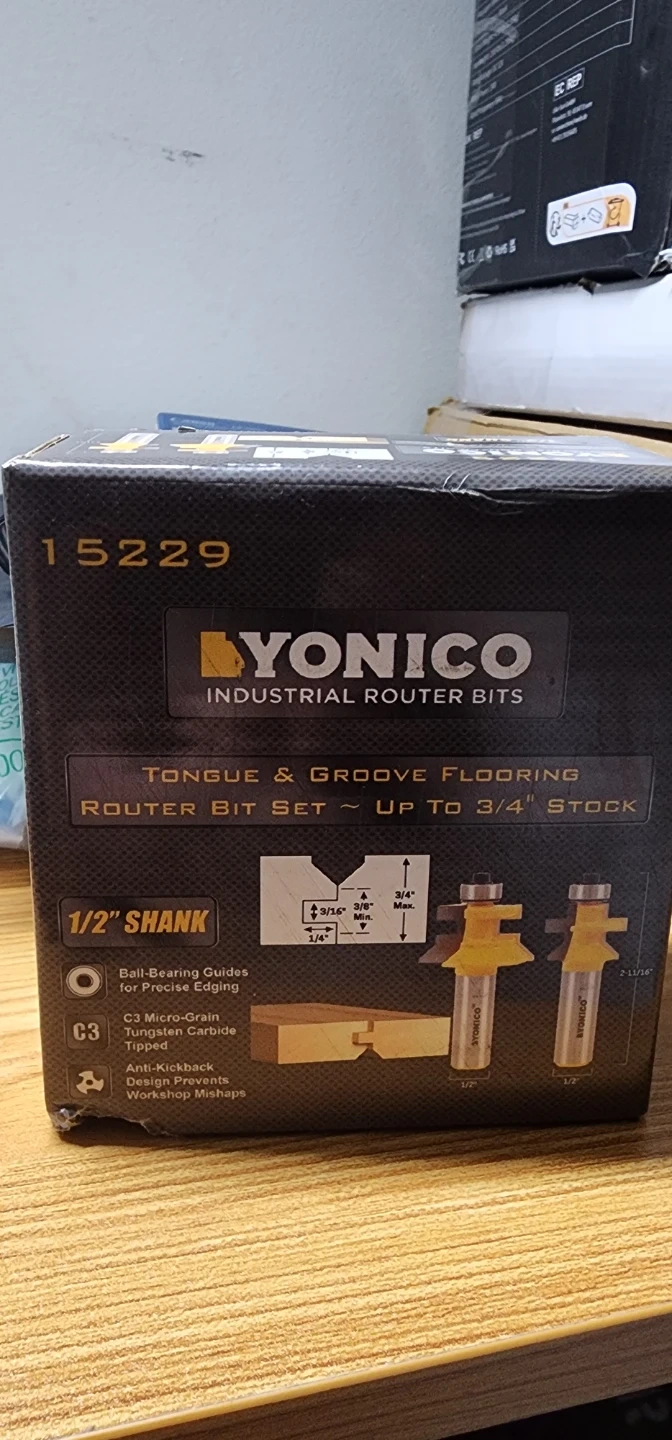 EC REP
15229
YONICO
INDUSTRIAL ROUTER BITS
TONGUE & GROOVE FLOORING
ROUTER BIT SET ~ UP TO 3/4" STOCK
1/2" SHANK
3/16"
1/4"
3/8"
Min.
3/4"
Max.
Ball-Bearing Guides
for Precise Edging
C3
C3 Micro-Grain
Tungsten Carbide
Tipped
Anti-Kickback
Design Prevents
Workshop Mishaps
YONICO
YONICO
2-11/16"
1/2"
1/2"